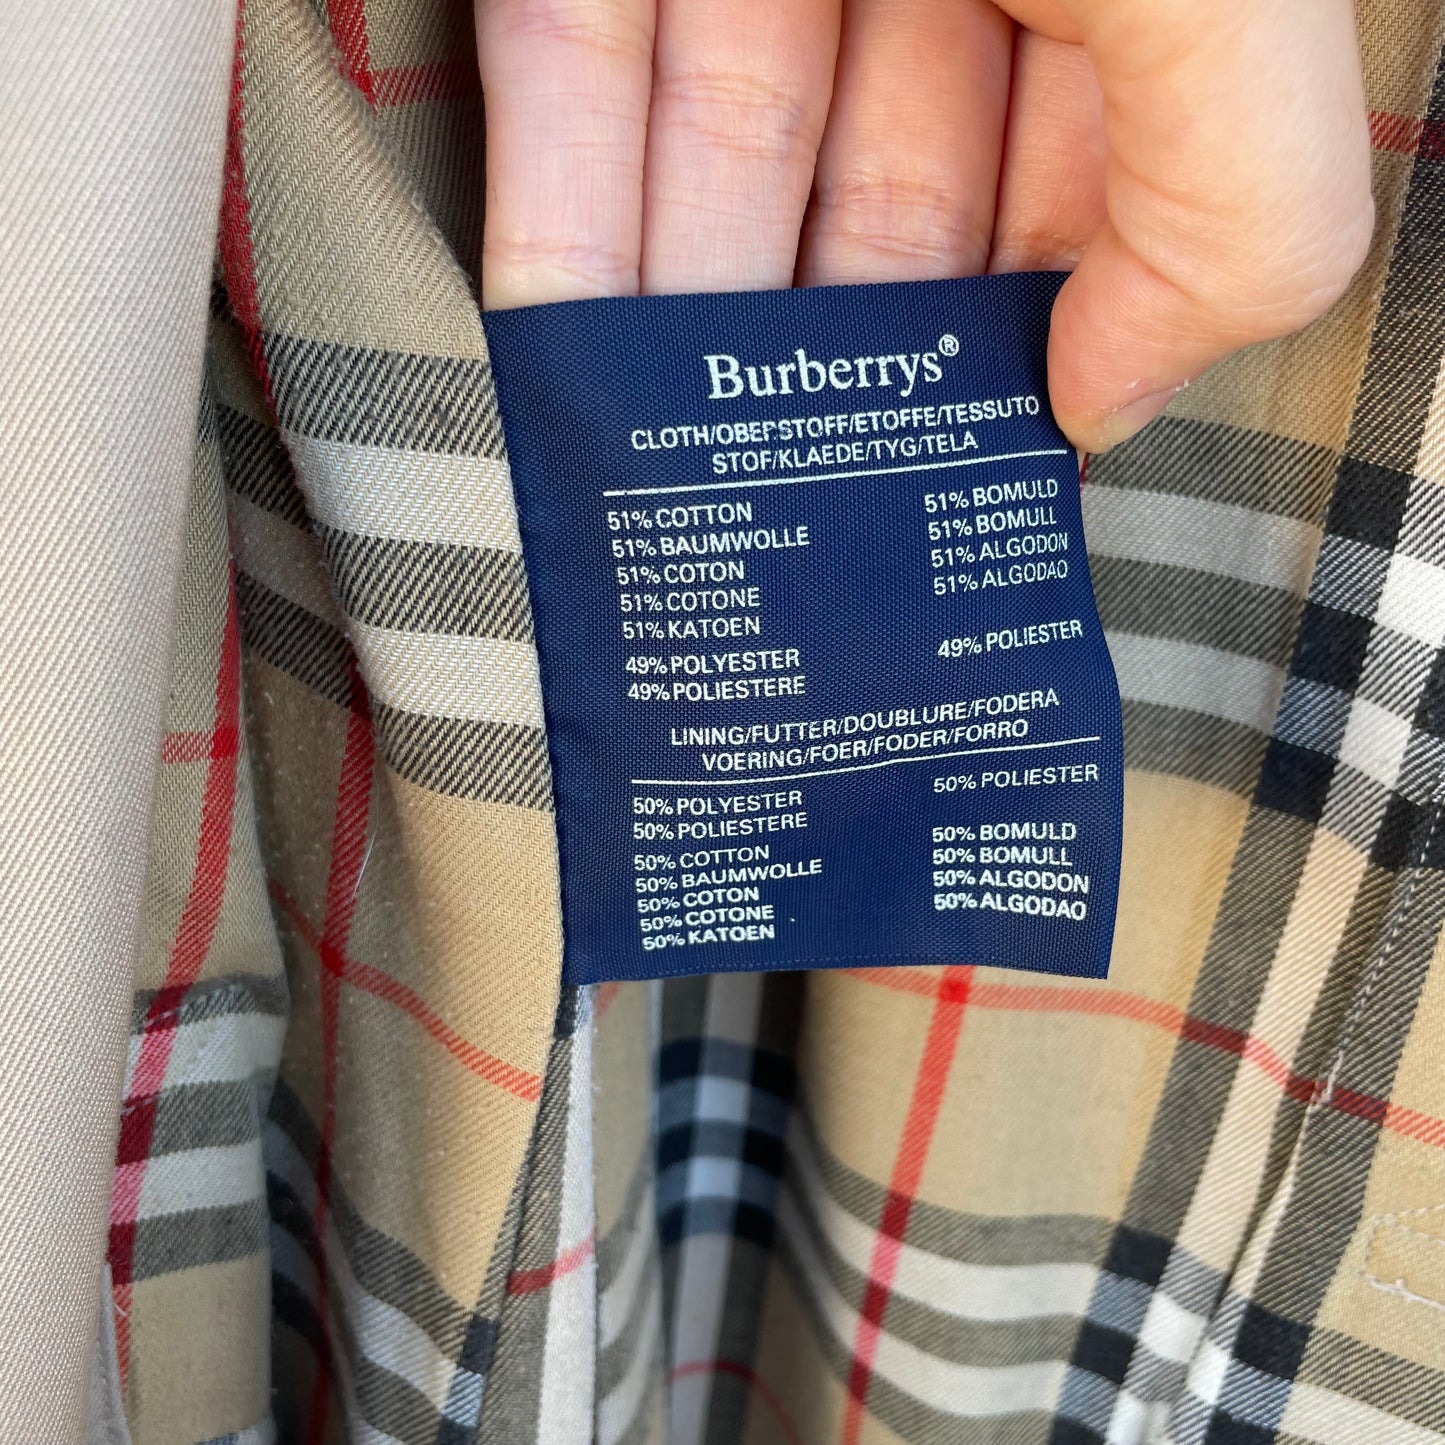 Burberrys®
CLOTH/OBERSTOFF/ETOFFE/TESSUTO
STOF/KLAEDE/TYG/TELA
51% COTTON
51% BAUMWOLLE
51% COTON
51% COTONE
51% KATOEN
49% POLYESTER
49% POLIESTERE
51% BOMULD
51% BOMULL
51% ALGODON
51% ALGODAO
49% POLIESTER
LINING/FUTTER/DOUBLURE/FODERA
VOERING/FOER/FODER/FORRO
50% POLYESTER
50% POLIESTERE
50% COTTON
50% BAUMWOLLE
50% COTON
50% COTONE
50% KATOEN
50% POLIESTER
50% BOMULD
50% BOMULL
50% ALGODON
50% ALGODAO